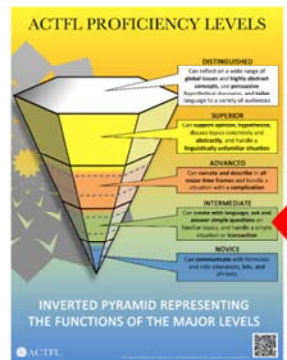 ACTFL PROFICIENCY LEVELS
DISTINGUISHED
Can reflect on a wide range of
global issues and highly abstract
concepts, use persuasive
hypothetical discourse, and tailor
language to a variety of audiences
SUPERIOR
Can support opinion, hypothesize,
discuss topics concretely and
abstractly, and handle a
linguistically unfamiliar situation
ADVANCED
Can narrate and describe in all
major time frames and handle a
situation with a complication
INTERMEDIATE
Can create with language, ask and
answer simple questions on
familiar topics, and handle a simple
situation or transaction
NOVICE
Can communicate with formulaic
and rote utterances, lists, and
phrases
INVERTED PYRAMID REPRESENTING
THE FUNCTIONS OF THE MAJOR LEVELS
ACTFL